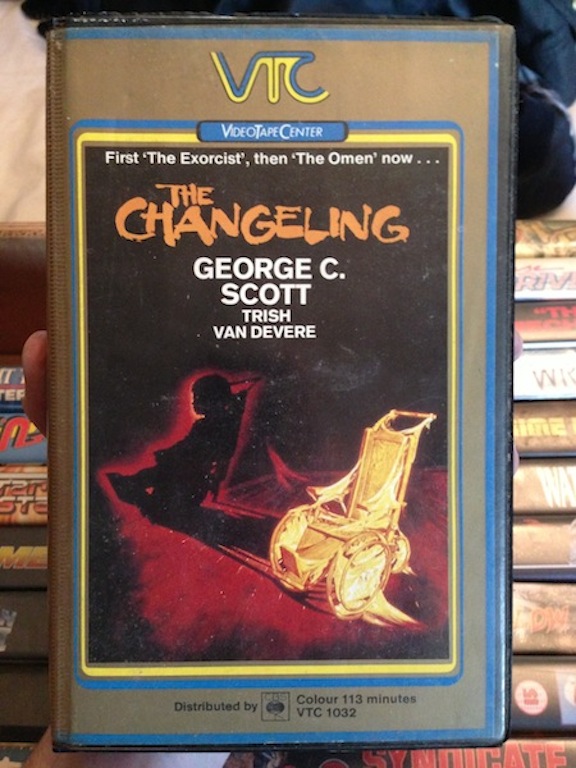 VTC
VIDEOTAPECENTER
First 'The Exorcist', then 'The Omen' now . . .
THE
CHANGELING
GEORGE C.
SCOTT
TRISH
VAN DEVERE
Distributed by CBS
Colour 113 minutes
VTC 1032
SYNDICATE